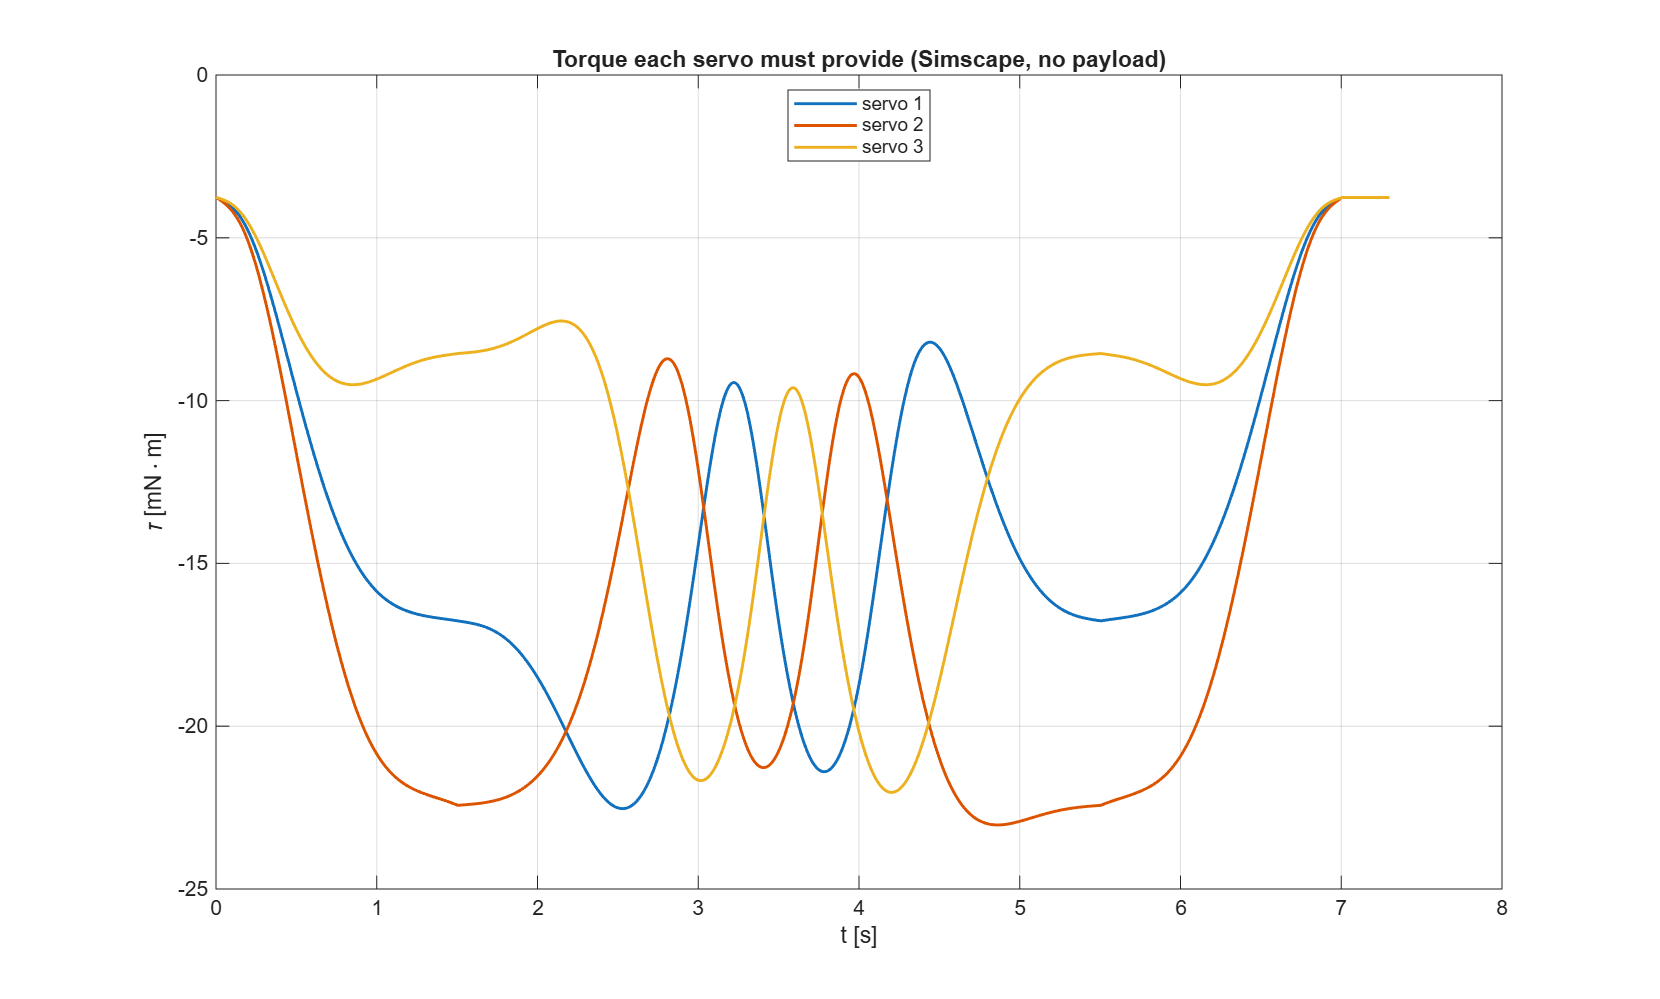 Torque each servo must provide (Simscape, no payload)
servo 1
servo 2
servo 3
0
-5
-10
-15
-20
-25
τ [mN · m]
0 1 2 3 4 5 6 7 8
t [s]